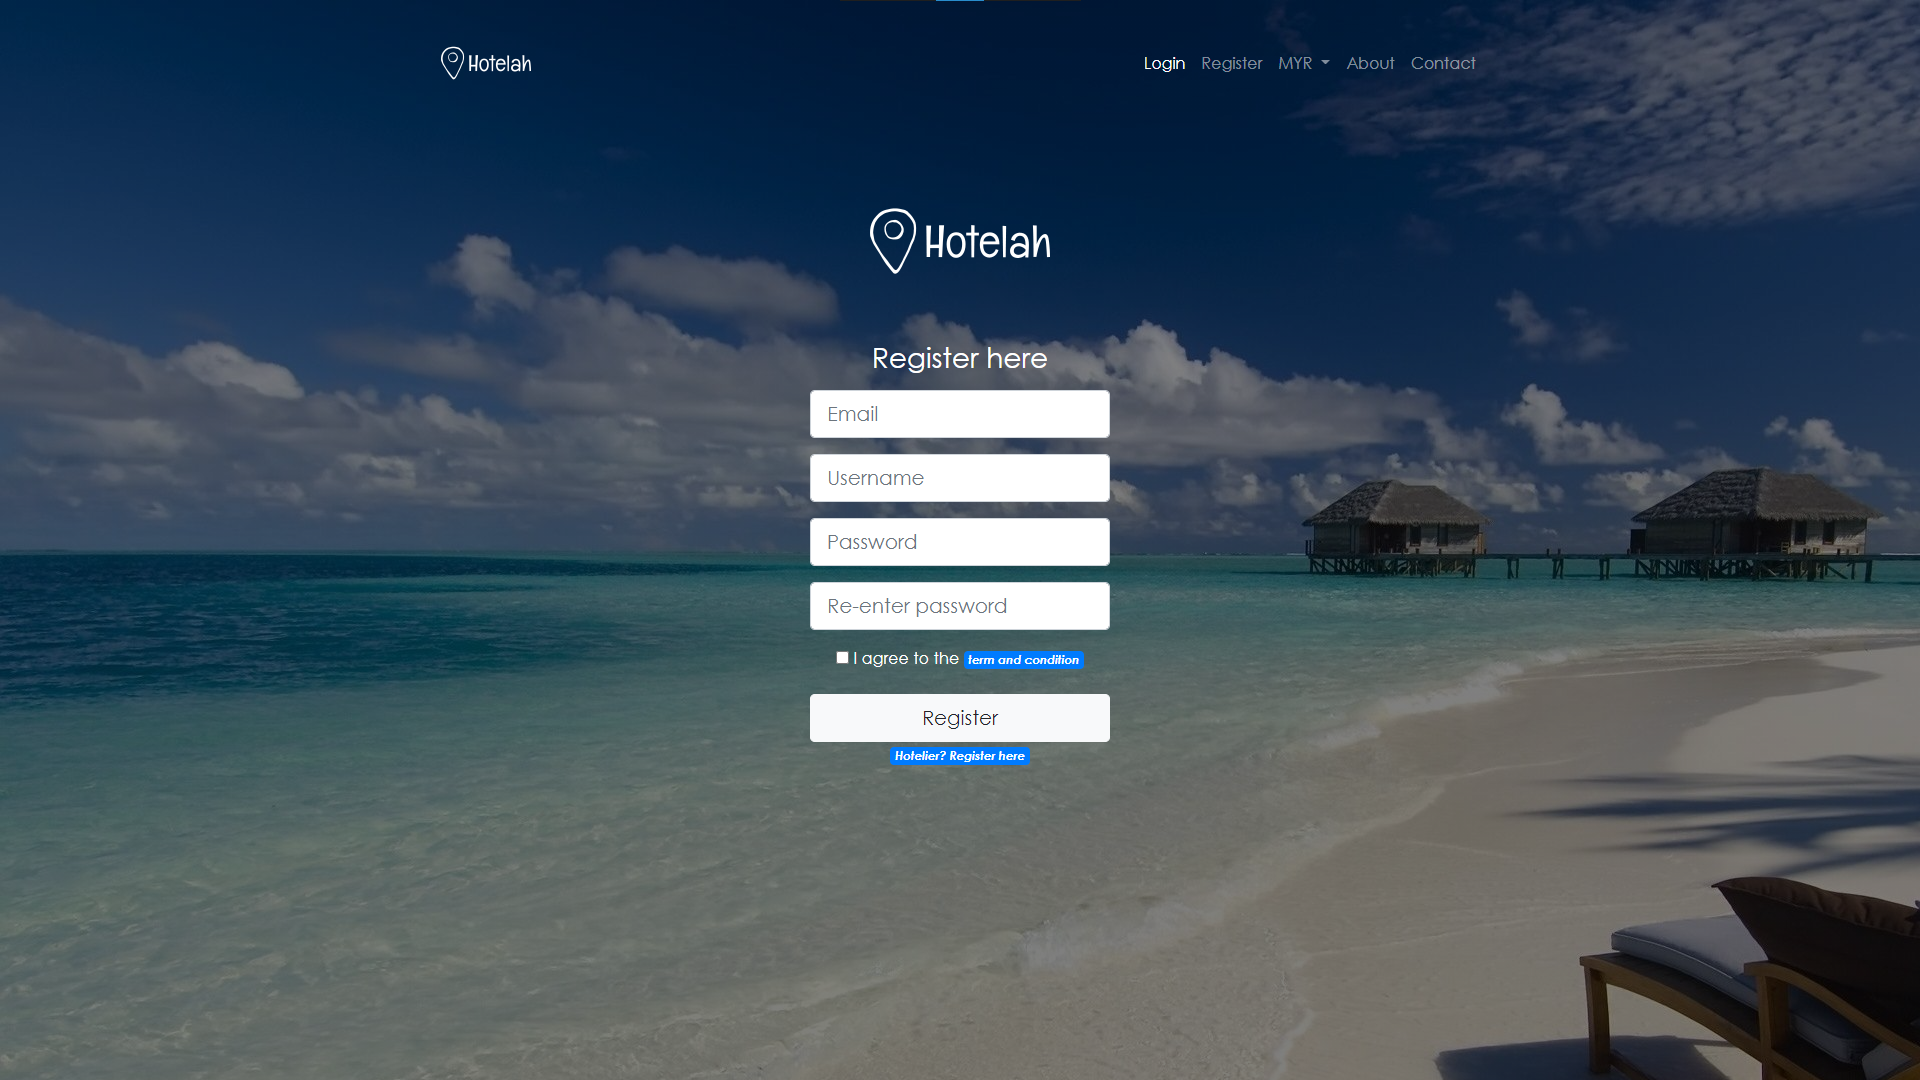 Hotelah
Login Register MYR About Contact
Hotelah
Register here
Email
Username
Password
Re-enter password
I agree to the term and condition
Register
Hotelier? Register here